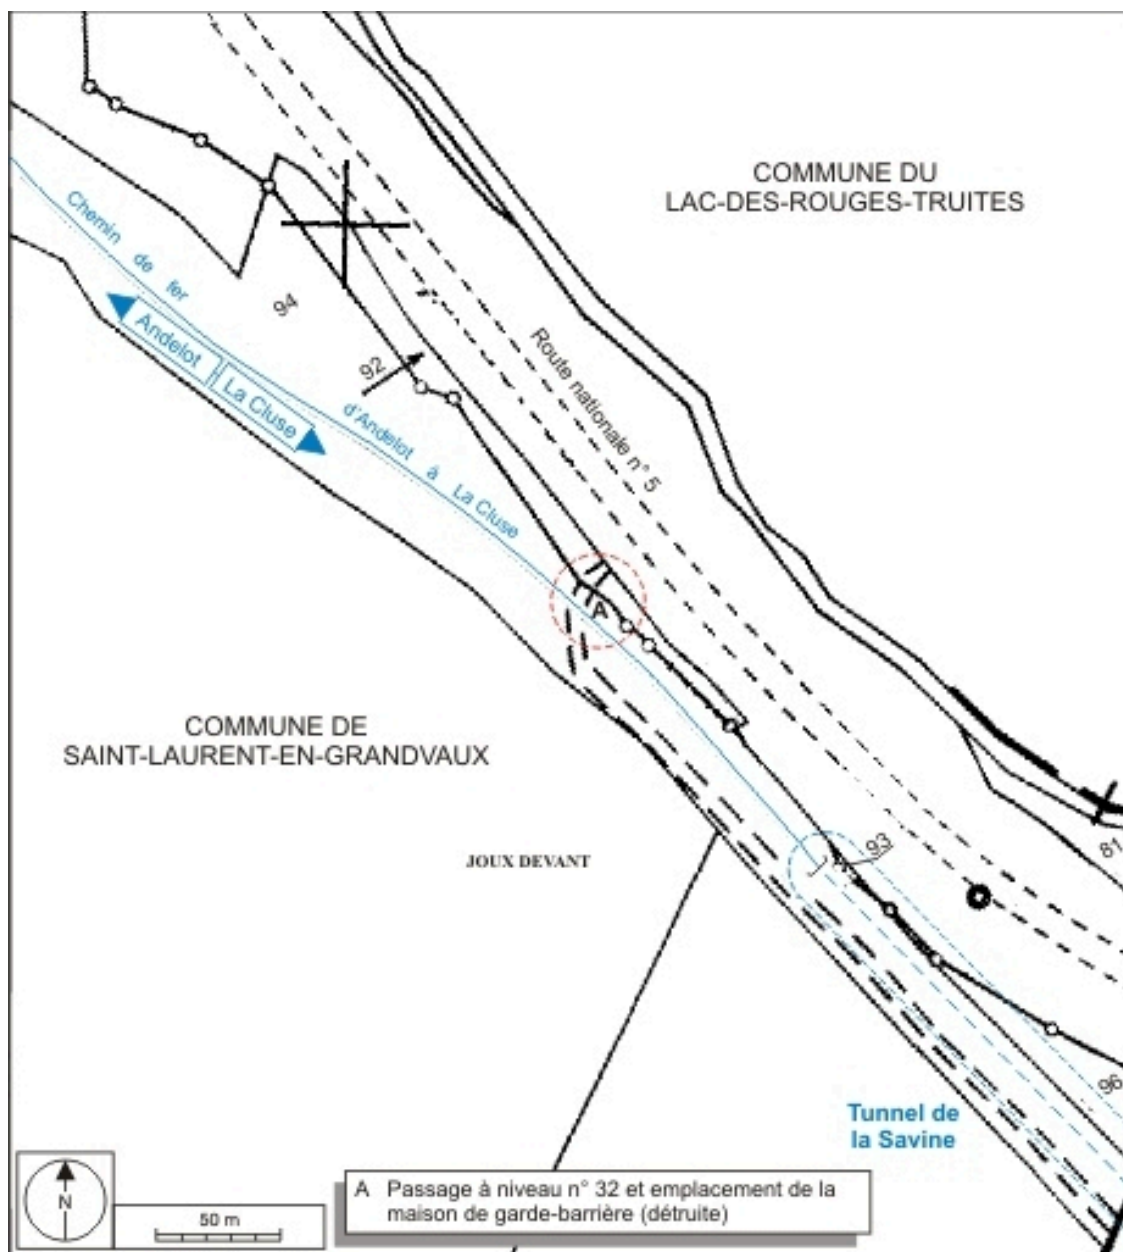 COMMUNE DU
LAC-DES-ROUGES-TRUITES
Chemin de fer d'Andelot à La Cluse
94
Andelot
La Cluse
92
Route nationale n° 5
A
COMMUNE DE
SAINT-LAURENT-EN-GRANDVAUX
JOUX DEVANT
93
81
96
Tunnel de
la Savine
N
50 m
A Passage à niveau n° 32 et emplacement de la
maison de garde-barrière (détruite)